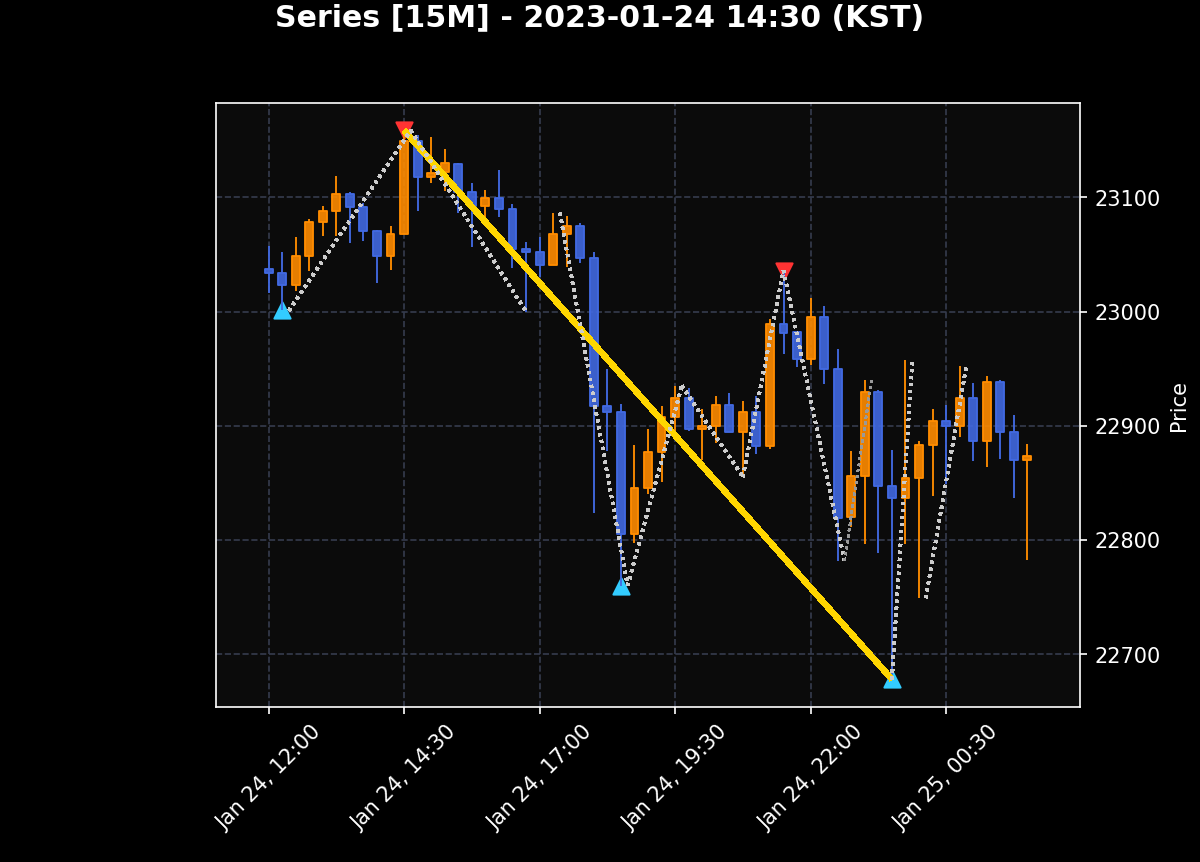 Series [15M] - 2023-01-24 14:30 (KST)
23100
23000
22900
22800
22700
Price
Jan 24, 12:00
Jan 24, 14:30
Jan 24, 17:00
Jan 24, 19:30
Jan 24, 22:00
Jan 25, 00:30